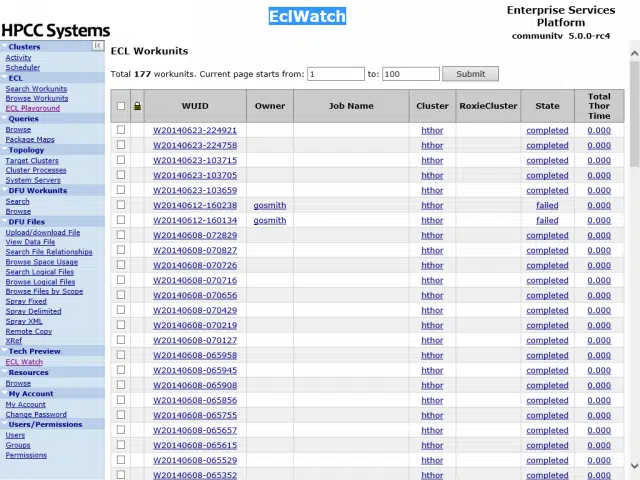 HPCC Systems
EclWatch
Enterprise Services
Platform
community 5.0.0-rc4
Clusters
Activity
Scheduler
ECL
Search Workunits
Browse Workunits
ECL Playground
Queries
Browse
Package Maps
Topology
Target Clusters
Cluster Processes
System Servers
DFU Workunits
Search
Browse
DFU Files
Upload/download File
View Data File
Search File Relationships
Browse Space Usage
Search Logical Files
Browse Logical Files
Browse Files by Scope
Spray Fixed
Spray Delimited
Spray XML
Remote Copy
XRef
Tech Preview
ECL Watch
Resources
Browse
My Account
My Account
Change Password
Users/Permissions
Users
Groups
Permissions
ECL Workunits
Total 177 workunits. Current page starts from: 1 to: 100 Submit
WUID Owner Job Name Cluster RoxieCluster State Total Thor Time
W20140623-224921 hthor completed 0.000
W20140623-224758 hthor completed 0.000
W20140623-103715 hthor completed 0.000
W20140623-103705 hthor completed 0.000
W20140623-103659 hthor completed 0.000
W20140612-160238 gosmith hthor failed 0.000
W20140612-160134 gosmith hthor failed 0.000
W20140608-072829 hthor completed 0.000
W20140608-070827 hthor completed 0.000
W20140608-070726 hthor completed 0.000
W20140608-070716 hthor completed 0.000
W20140608-070656 hthor completed 0.000
W20140608-070429 hthor completed 0.000
W20140608-070219 hthor completed 0.000
W20140608-070127 hthor completed 0.000
W20140608-065958 hthor completed 0.000
W20140608-065945 hthor completed 0.000
W20140608-065908 hthor completed 0.000
W20140608-065856 hthor completed 0.000
W20140608-065755 hthor completed 0.000
W20140608-065657 hthor completed 0.000
W20140608-065615 hthor completed 0.000
W20140608-065529 hthor completed 0.000
W20140608-065352 hthor completed 0.000